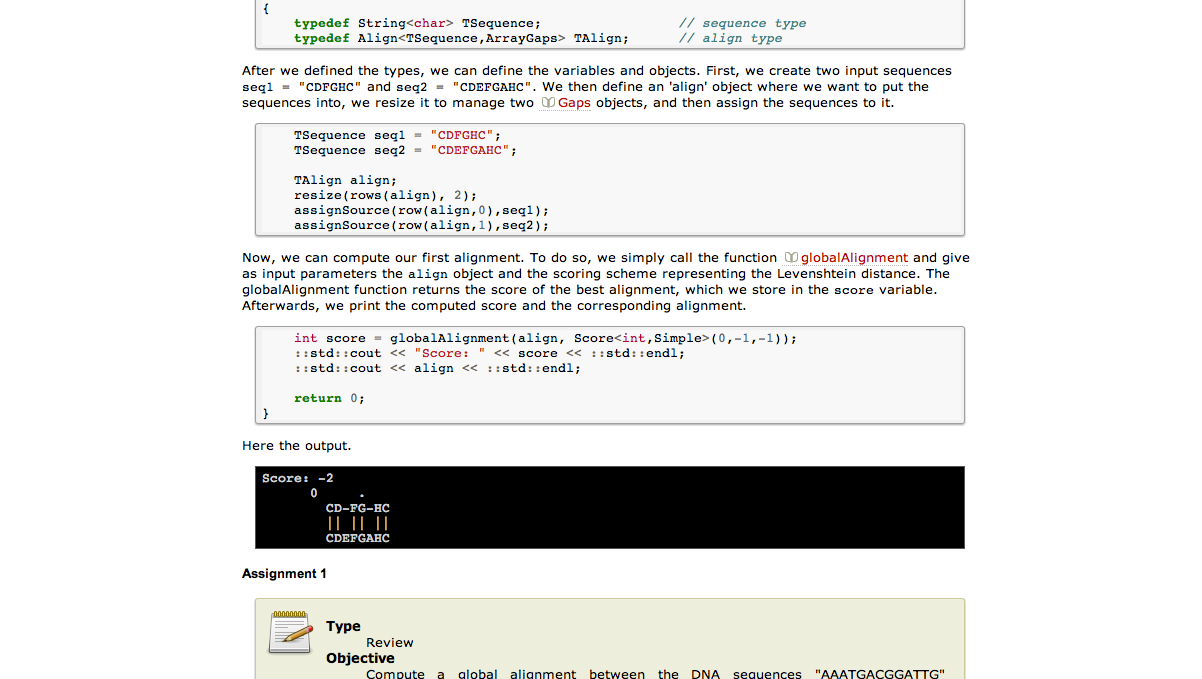 {
typedef String<char> TSequence; // sequence type
typedef Align<TSequence,ArrayGaps> TAlign; // align type
After we defined the types, we can define the variables and objects. First, we create two input sequences
seq1 = "CDFGHC" and seq2 = "CDEFGAHC". We then define an 'align' object where we want to put the
sequences into, we resize it to manage two Gaps objects, and then assign the sequences to it.
TSequence seq1 = "CDFGHC";
TSequence seq2 = "CDEFGAHC";
TAlign align;
resize(rows(align), 2);
assignSource(row(align,0),seq1);
assignSource(row(align,1),seq2);
Now, we can compute our first alignment. To do so, we simply call the function globalAlignment and give
as input parameters the align object and the scoring scheme representing the Levenshtein distance. The
globalAlignment function returns the score of the best alignment, which we store in the score variable.
Afterwards, we print the computed score and the corresponding alignment.
int score = globalAlignment(align, Score<int,Simple>(0,-1,-1));
::std::cout << "Score: " << score << ::std::endl;
::std::cout << align << ::std::endl;
return 0;
}
Here the output.
Score: -2
0 .
CD-FG-HC
|| || ||
CDEFGAHC
Assignment 1
Type
Review
Objective
Compute a global alignment between the DNA sequences "AAATGACGGATTG"